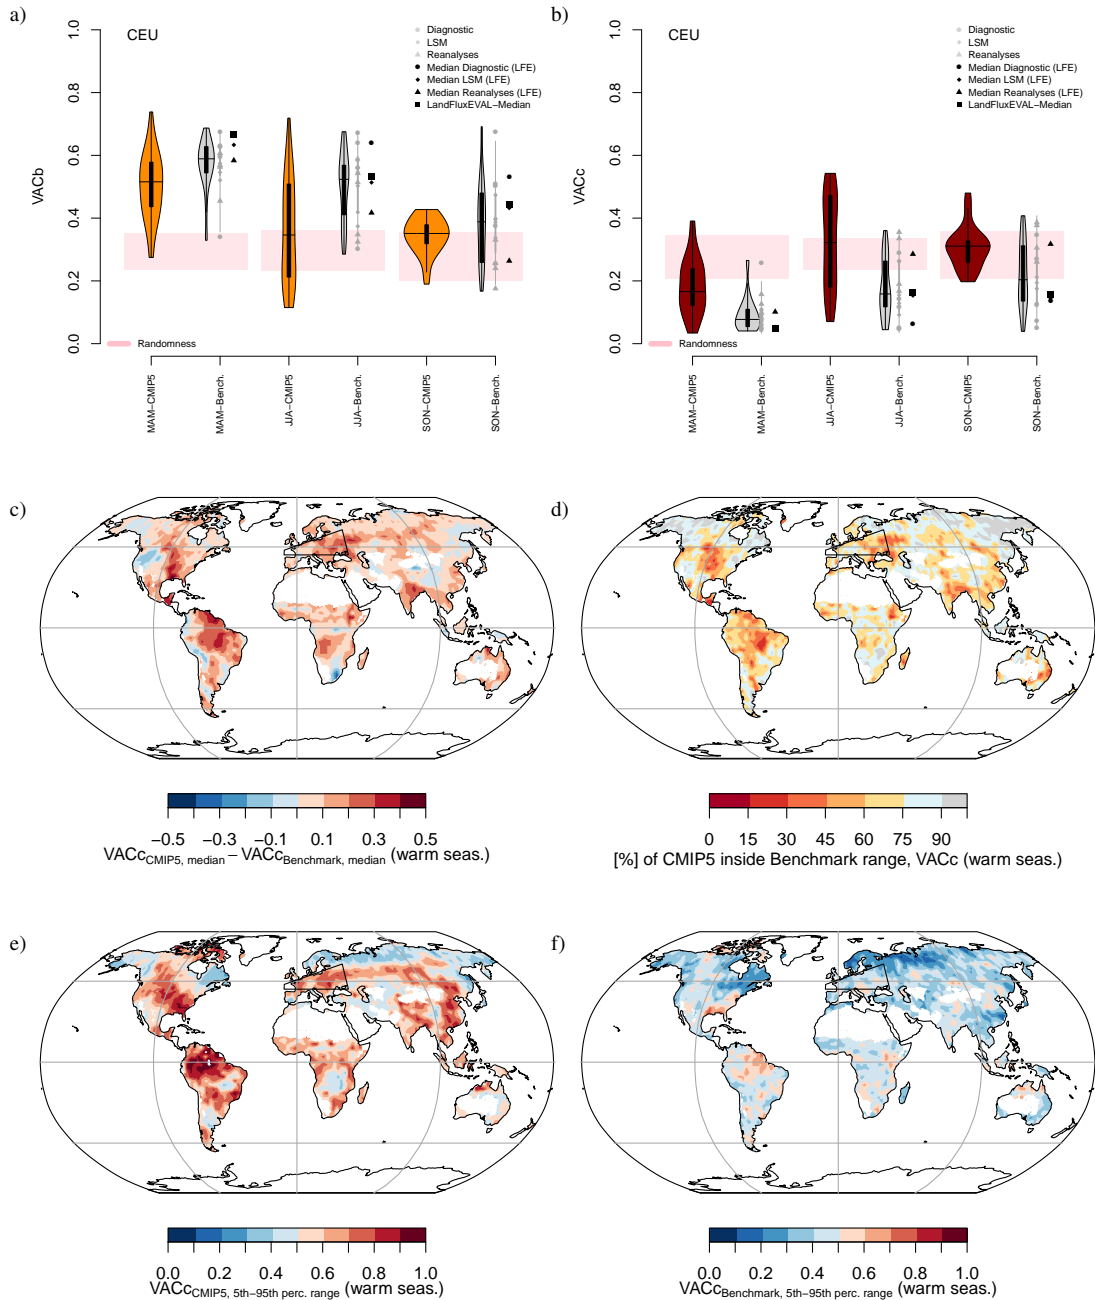 a)
CEU
VACb
1.0
0.8
0.6
0.4
0.2
0.0
Diagnostic
LSM
Reanalyses
Median Diagnostic (LFE)
Median LSM (LFE)
Median Reanalyses (LFE)
LandFluxEVAL−Median
Randomness
MAM−CMIP5
MAM−Bench.
JJA−CMIP5
JJA−Bench.
SON−CMIP5
SON−Bench.
b)
CEU
VACc
1.0
0.8
0.6
0.4
0.2
0.0
Diagnostic
LSM
Reanalyses
Median Diagnostic (LFE)
Median LSM (LFE)
Median Reanalyses (LFE)
LandFluxEVAL−Median
Randomness
MAM−CMIP5
MAM−Bench.
JJA−CMIP5
JJA−Bench.
SON−CMIP5
SON−Bench.
c)
−0.5 −0.3 −0.1 0.1 0.3 0.5
VACcCMIP5, median − VACcBenchmark, median (warm seas.)
d)
0 15 30 45 60 75 90
[%] of CMIP5 inside Benchmark range, VACc (warm seas.)
e)
0.0 0.2 0.4 0.6 0.8 1.0
VACcCMIP5, 5th−95th perc. range (warm seas.)
f)
0.0 0.2 0.4 0.6 0.8 1.0
VACcBenchmark, 5th−95th perc. range (warm seas.)